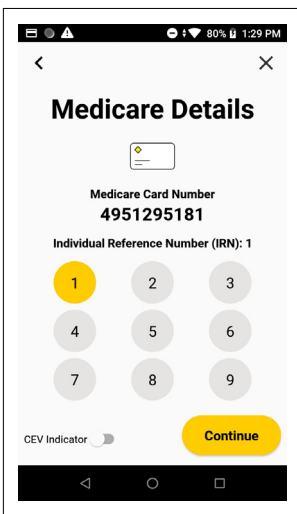 80% 1:29 PM
Medicare Details
Medicare Card Number
4951295181
Individual Reference Number (IRN): 1
1 2 3
4 5 6
7 8 9
CEV Indicator Continue